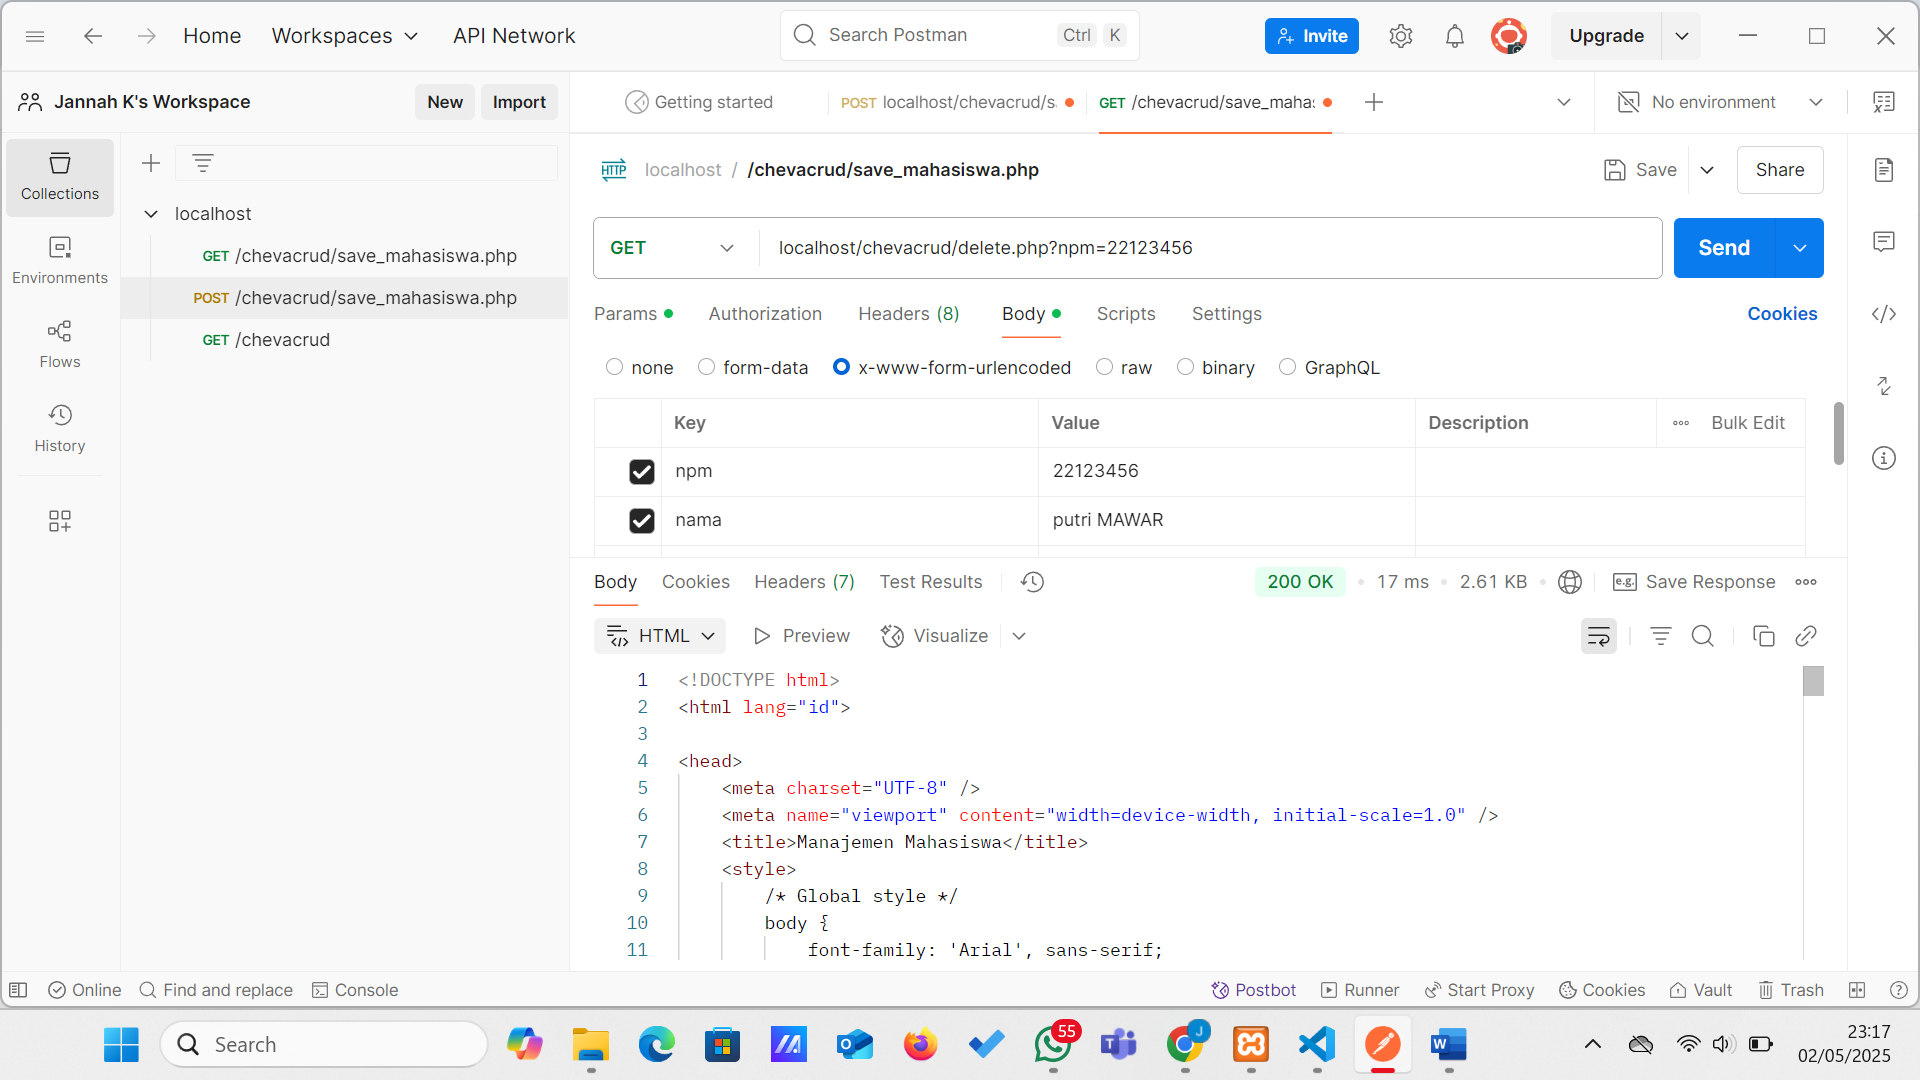 Home
Workspaces
API Network
Search Postman
Ctrl
K
Invite
Upgrade
Jannah K's Workspace
New
Import
Getting started
POST localhost/chevacrud/s
GET /chevacrud/save_maha
No environment
Collections
Environments
Flows
History
localhost
GET /chevacrud/save_mahasiswa.php
POST /chevacrud/save_mahasiswa.php
GET /chevacrud
HTTP
localhost / /chevacrud/save_mahasiswa.php
Save
Share
GET
localhost/chevacrud/delete.php?npm=22123456
Send
Params
Authorization
Headers (8)
Body
Scripts
Settings
Cookies
none
form-data
x-www-form-urlencoded
raw
binary
GraphQL
Key
Value
Description
Bulk Edit
npm
22123456
nama
putri MAWAR
Body
Cookies
Headers (7)
Test Results
200 OK
17 ms
2.61 KB
e.g.
Save Response
HTML
Preview
Visualize
1 <!DOCTYPE html>
2 <html lang="id">
3
4 <head>
5 <meta charset="UTF-8" />
6 <meta name="viewport" content="width=device-width, initial-scale=1.0" />
7 <title>Manajemen Mahasiswa</title>
8 <style>
9 /* Global style */
10 body {
11 font-family: 'Arial', sans-serif;
Online
Find and replace
Console
Postbot
Runner
Start Proxy
Cookies
Vault
Trash
Search
55
J
23:17
02/05/2025